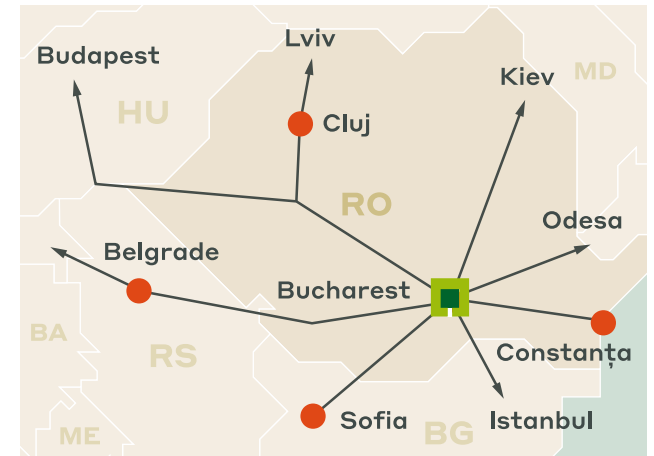 Lviv
Budapest
MD
Kiev
HU
Cluj
RO
Odesa
Belgrade
Bucharest
BA
RS
Constanța
Sofia
Istanbul
BG
ME